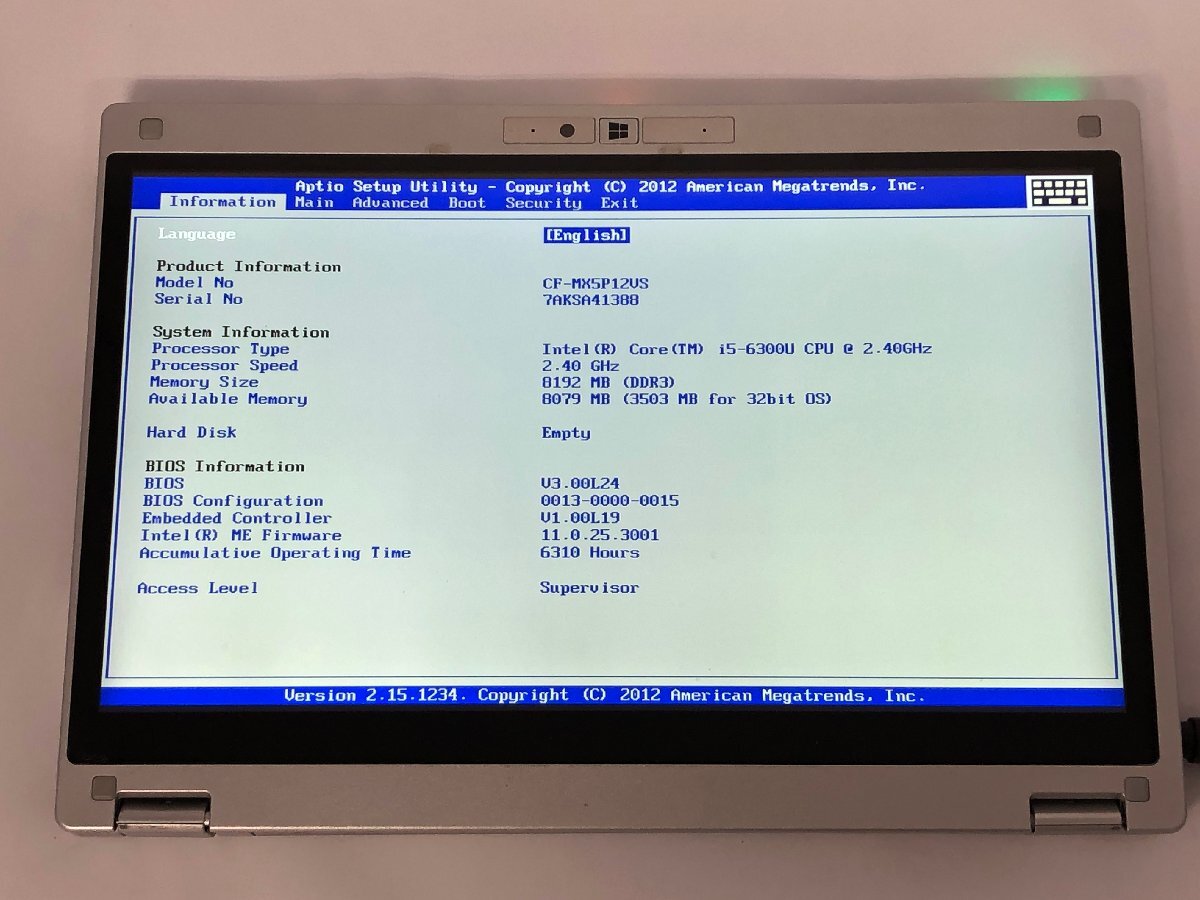 Aptio Setup Utility - Copyright (C) 2012 American Megatrends, Inc.
Information Main Advanced Boot Security Exit
Language [English]
Product Information
Model No CF-MX5P12VS
Serial No 7AKSA41388
System Information
Processor Type Intel(R) Core(TM) i5-6300U CPU @ 2.40GHz
Processor Speed 2.40 GHz
Memory Size 8192 MB (DDR3)
Available Memory 8079 MB (3503 MB for 32bit OS)
Hard Disk Empty
BIOS Information
BIOS V3.00L24
BIOS Configuration 0013-0000-0015
Embedded Controller V1.00L19
Intel(R) ME Firmware 11.0.25.3001
Accumulative Operating Time 6310 Hours
Access Level Supervisor
Version 2.15.1234. Copyright (C) 2012 American Megatrends, Inc.